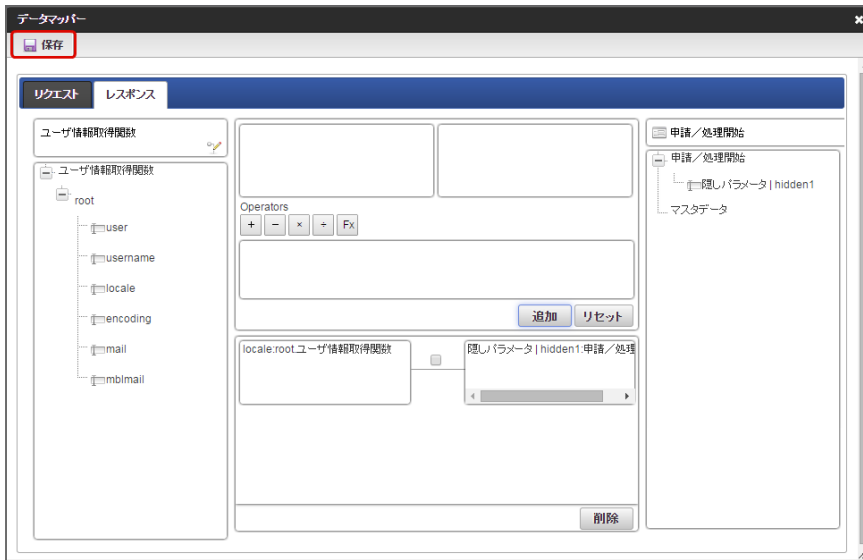 データマッパー
保存
リクエスト レスポンス
ユーザ情報取得関数
ユーザ情報取得関数
root
user
username
locale
encoding
mail
mblmail
Operators
+ − × ÷ Fx
追加 リセット
locale:root.ユーザ情報取得関数
隠しパラメータ | hidden1:申請／処理
削除
申請／処理開始
申請／処理開始
隠しパラメータ | hidden1
マスタデータ